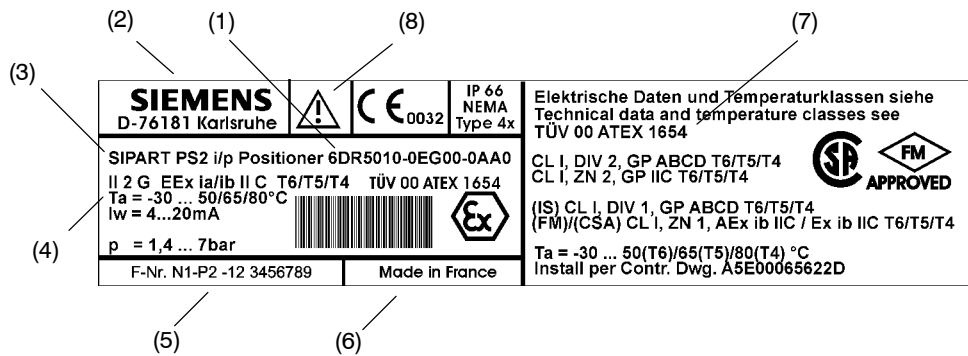 (1)
(2)
(8)
(7)
(3)
SIEMENS
D-76181 Karlsruhe
CE 0032
IP 66
NEMA
Type 4x
SIPART PS2 i/p Positioner 6DR5010-0EG00-0AA0
II 2 G EEx ia/ib II C T6/T5/T4 TÜV 00 ATEX 1654
Ta = -30 ... 50/65/80°C
Iw = 4...20mA
Ex
(4)
p = 1,4 ... 7bar
F-Nr. N1-P2 -12 3456789
Made in France
Elektrische Daten und Temperaturklassen siehe
Technical data and temperature classes see
TÜV 00 ATEX 1654
CL I, DIV 2, GP ABCD T6/T5/T4
CL I, ZN 2, GP IIC T6/T5/T4
SA
FM
APPROVED
(IS) CL I, DIV 1, GP ABCD T6/T5/T4
(FM)/(CSA) CL I, ZN 1, AEx ib IIC / Ex ib IIC T6/T5/T4
Ta = -30 ... 50(T6)/65(T5)/80(T4) °C
Install per Contr. Dwg. A5E00065622D
(5)
(6)